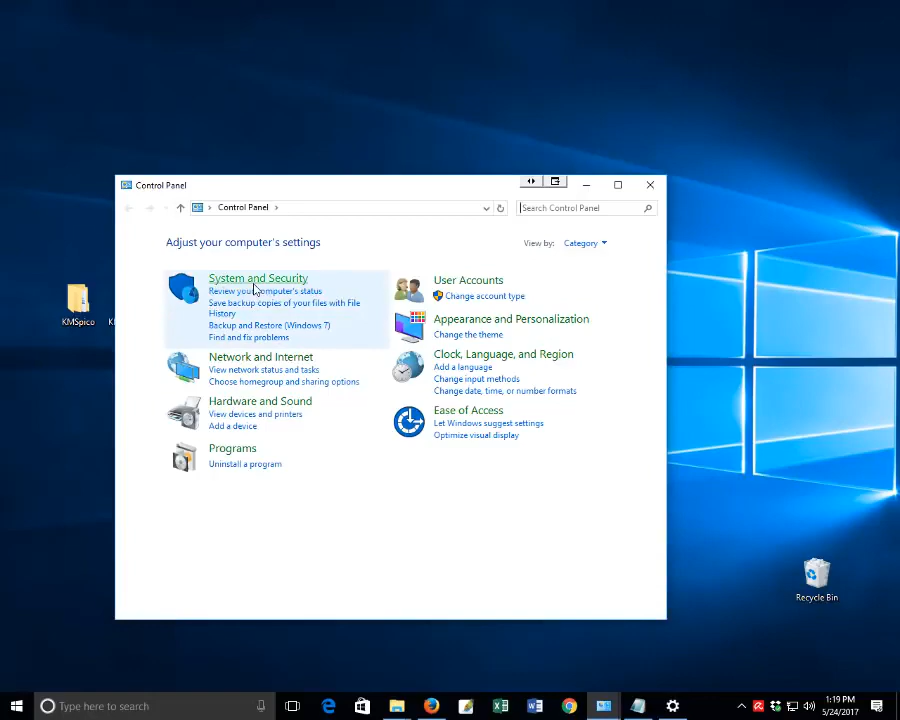 Control Panel
Control Panel
Search Control Panel
Adjust your computer's settings
View by: Category
System and Security
Review your computer's status
Save backup copies of your files with File
History
Backup and Restore (Windows 7)
Find and fix problems
Network and Internet
View network status and tasks
Choose homegroup and sharing options
Hardware and Sound
View devices and printers
Add a device
Programs
Uninstall a program
User Accounts
Change account type
Appearance and Personalization
Change the theme
Clock, Language, and Region
Add a language
Change input methods
Change date, time, or number formats
Ease of Access
Let Windows suggest settings
Optimize visual display
KMSpico
Recycle Bin
Type here to search
1:19 PM
5/24/2017